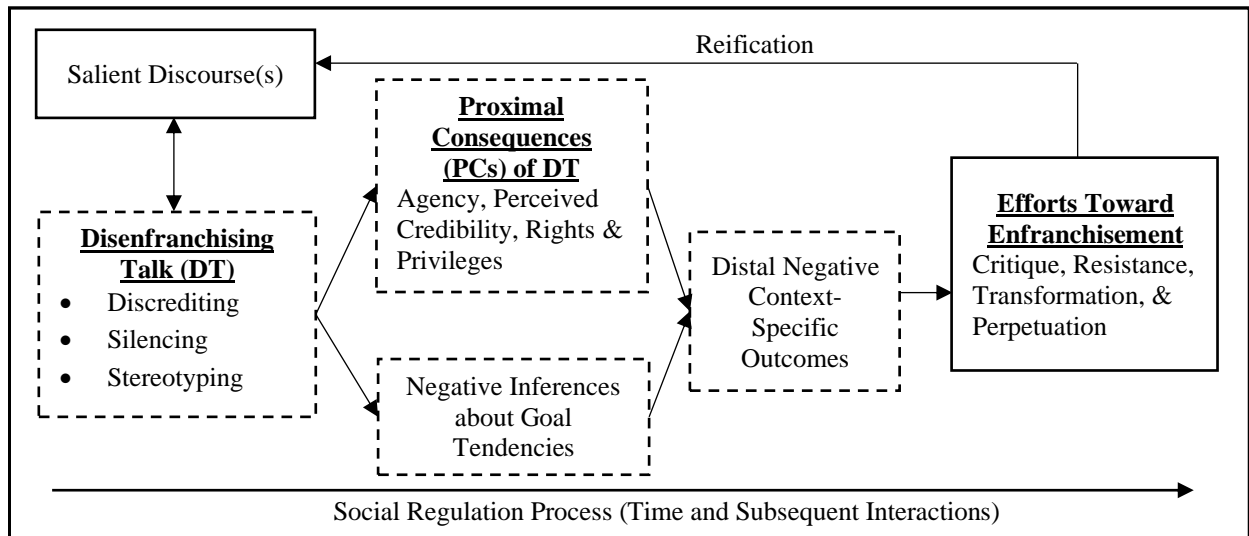 Reification
Salient Discourse(s)
Disenfranchising
Talk (DT)
• Discrediting
• Silencing
• Stereotyping
Proximal
Consequences
(PCs) of DT
Agency, Perceived
Credibility, Rights &
Privileges
Negative Inferences
about Goal
Tendencies
Distal Negative
Context-
Specific
Outcomes
Efforts Toward
Enfranchisement
Critique, Resistance,
Transformation, &
Perpetuation
Social Regulation Process (Time and Subsequent Interactions)